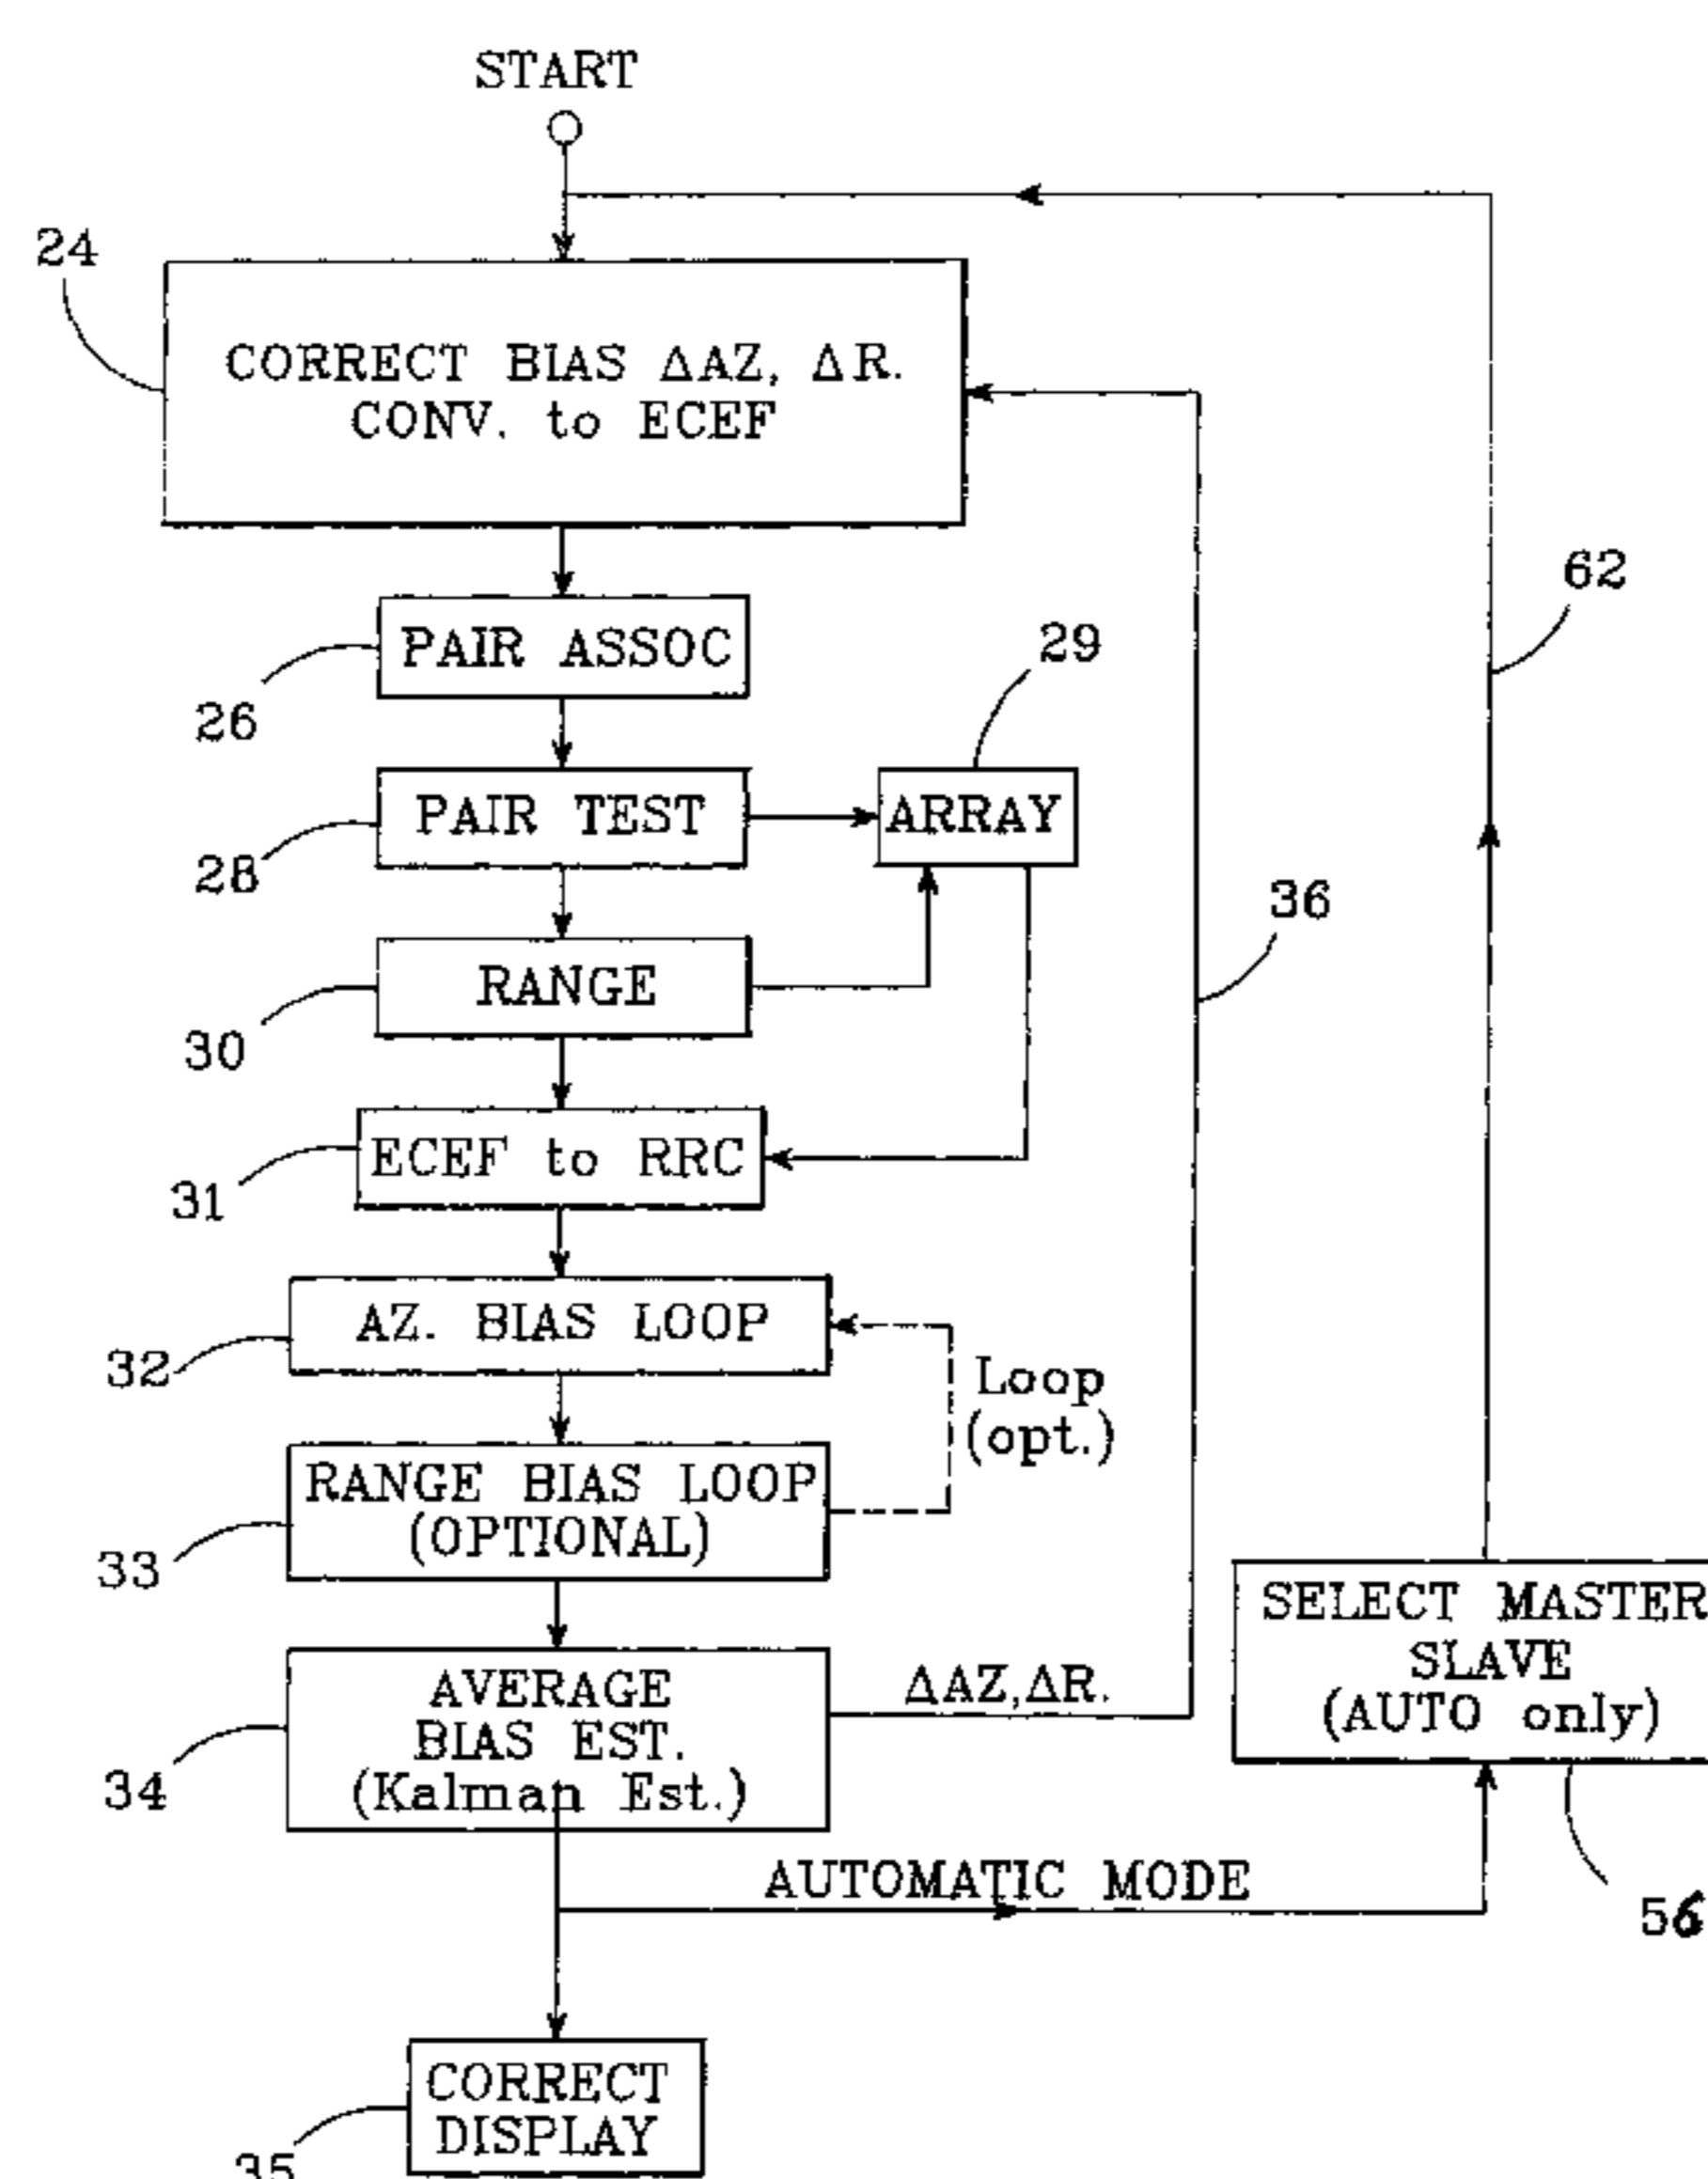 START
24
CORRECT BIAS ΔAZ, ΔR.
CONV. to ECEF
62
PAIR ASSOC
26
29
PAIR TEST
ARRAY
28
36
RANGE
30
ECEF to RRC
31
AZ. BIAS LOOP
32
Loop
(opt.)
RANGE BIAS LOOP
(OPTIONAL)
33
SELECT MASTER
SLAVE
(AUTO only)
AVERAGE
BIAS EST.
(Kalman Est.)
ΔAZ,ΔR.
34
AUTOMATIC MODE
56
CORRECT
DISPLAY
35